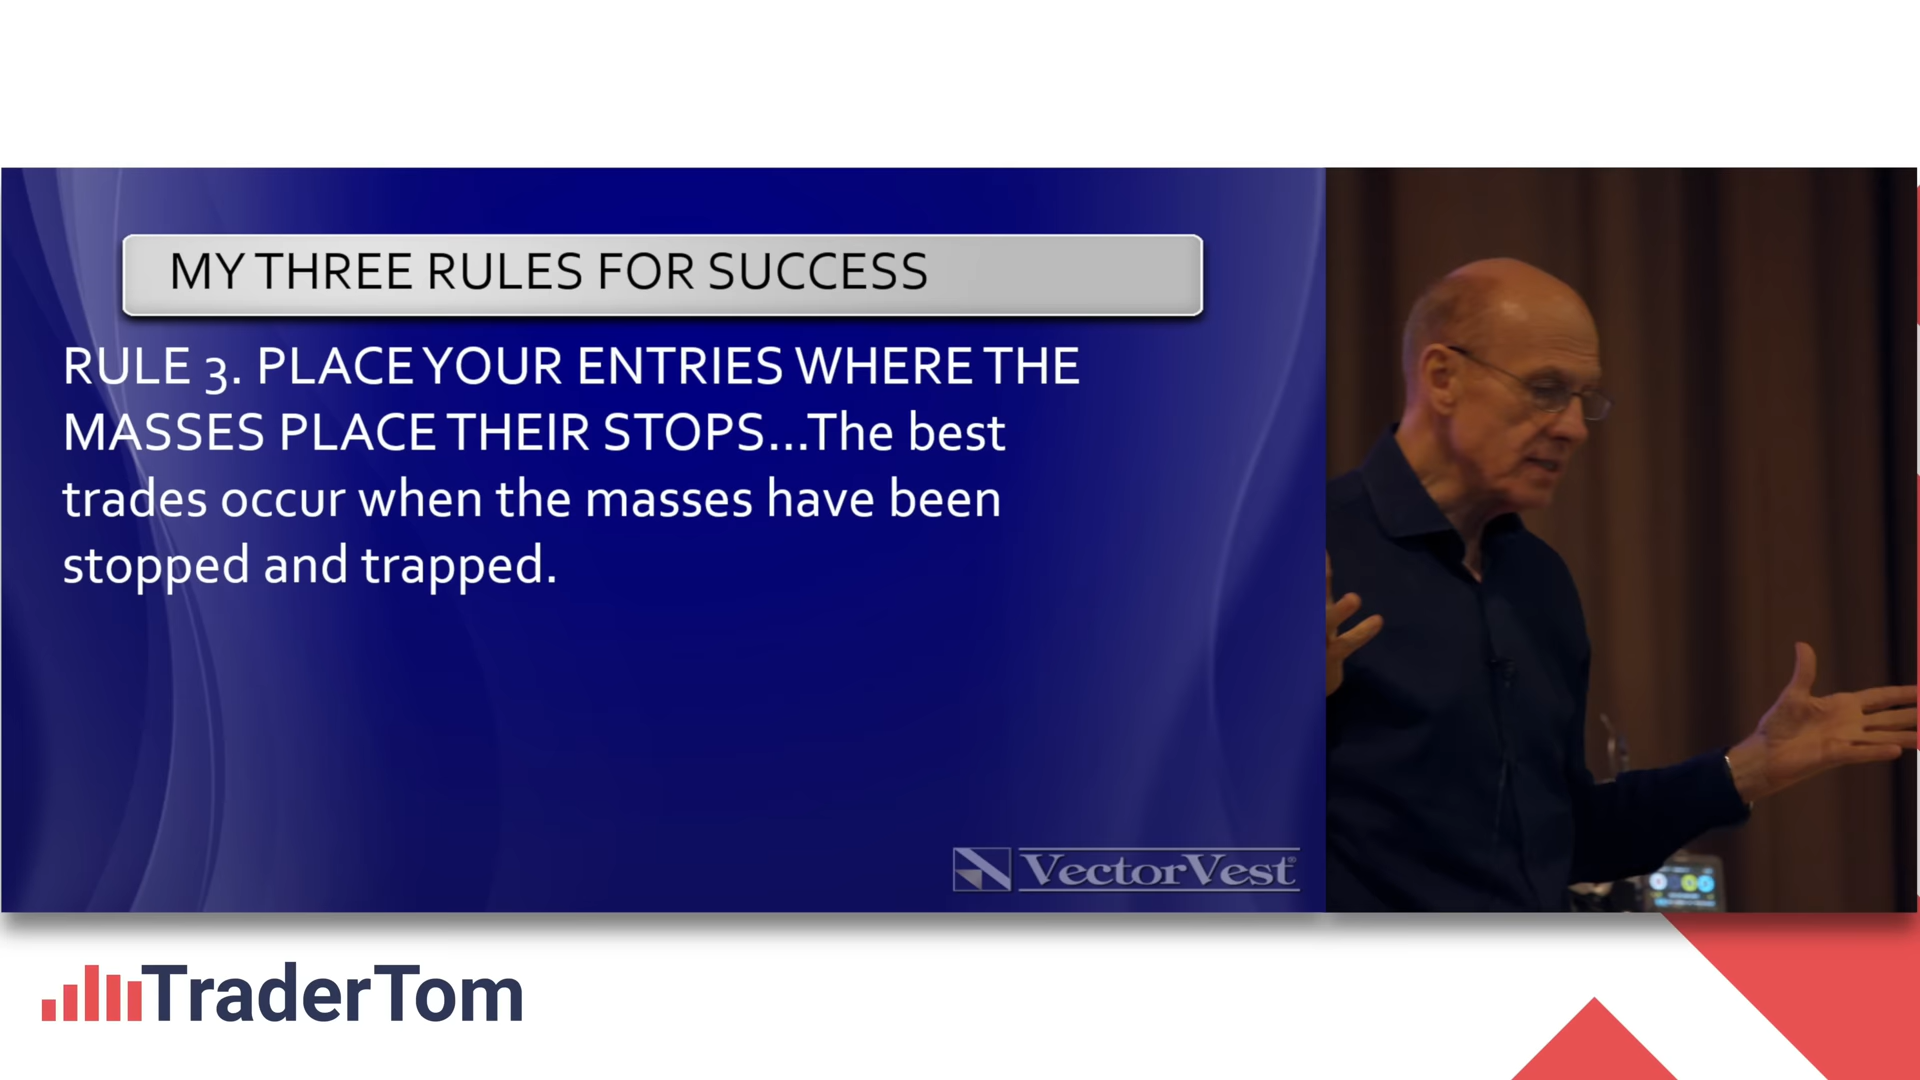 MY THREE RULES FOR SUCCESS
RULE 3. PLACE YOUR ENTRIES WHERE THE
MASSES PLACE THEIR STOPS...The best
trades occur when the masses have been
stopped and trapped.
VectorVest®
TraderTom